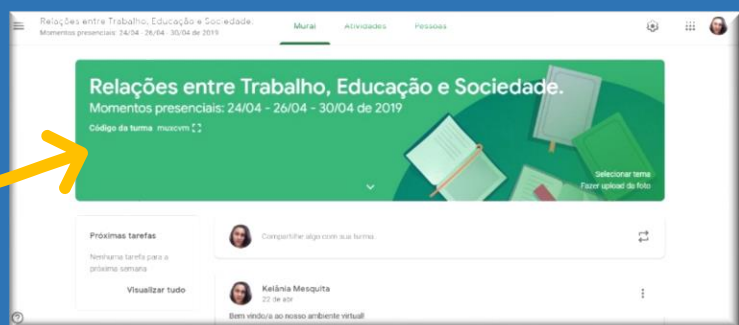 Relações entre Trabalho, Educação e Sociedade.
Momentos presenciais: 24/04 - 26/04 - 30/04 de 2019
Mural Atividades Pessoas
Relações entre Trabalho, Educação e Sociedade.
Momentos presenciais: 24/04 - 26/04 - 30/04 de 2019
Código da turma muscvm
Selecionar tema
Fazer upload da foto
Próximas tarefas
Nenhuma tarefa para a
próxima semana
Visualizar tudo
Compartilhe algo com sua turma.
Kelânia Mesquita
22 de abr
Bem vindo/a ao nosso ambiente virtual!